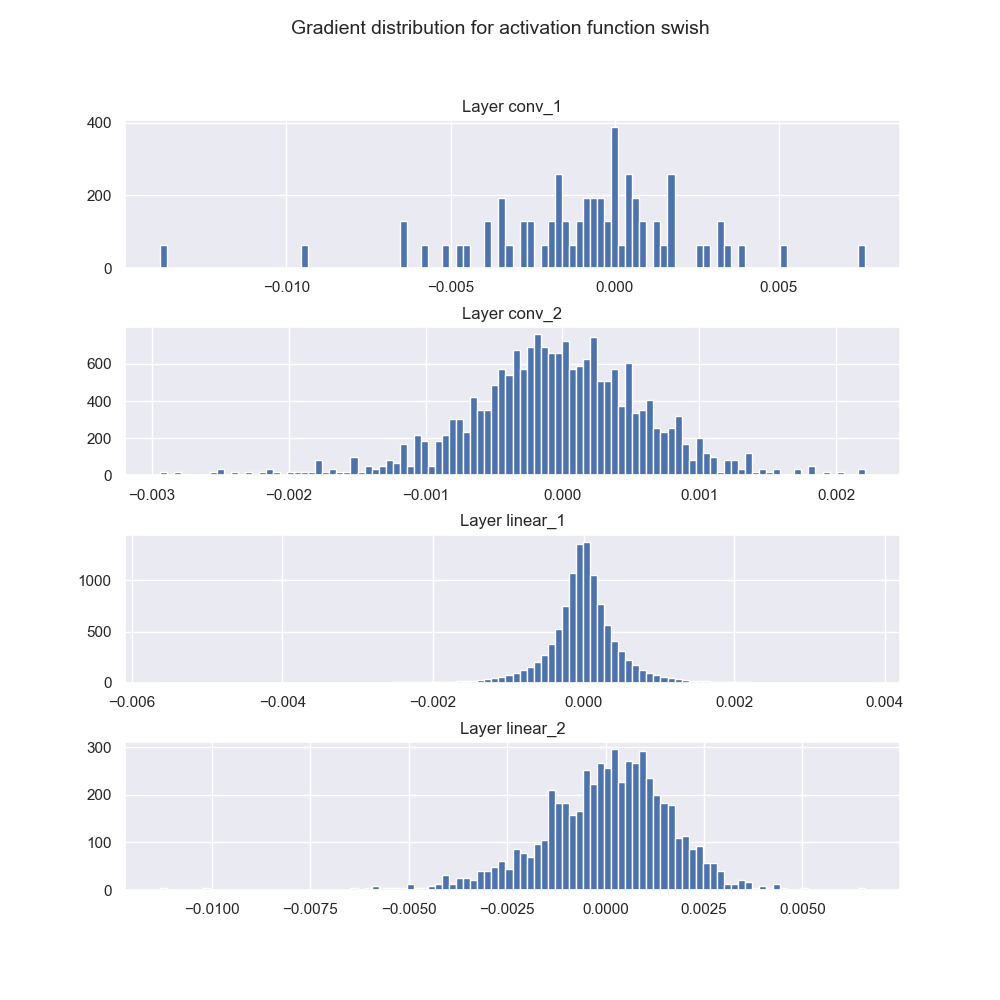 Gradient distribution for activation function swish
Layer conv_1
400
200
0
−0.010 −0.005 0.000 0.005
Layer conv_2
600
400
200
0
−0.003 −0.002 −0.001 0.000 0.001 0.002
Layer linear_1
1000
500
0
−0.006 −0.004 −0.002 0.000 0.002 0.004
Layer linear_2
300
200
100
0
−0.0100 −0.0075 −0.0050 −0.0025 0.0000 0.0025 0.0050